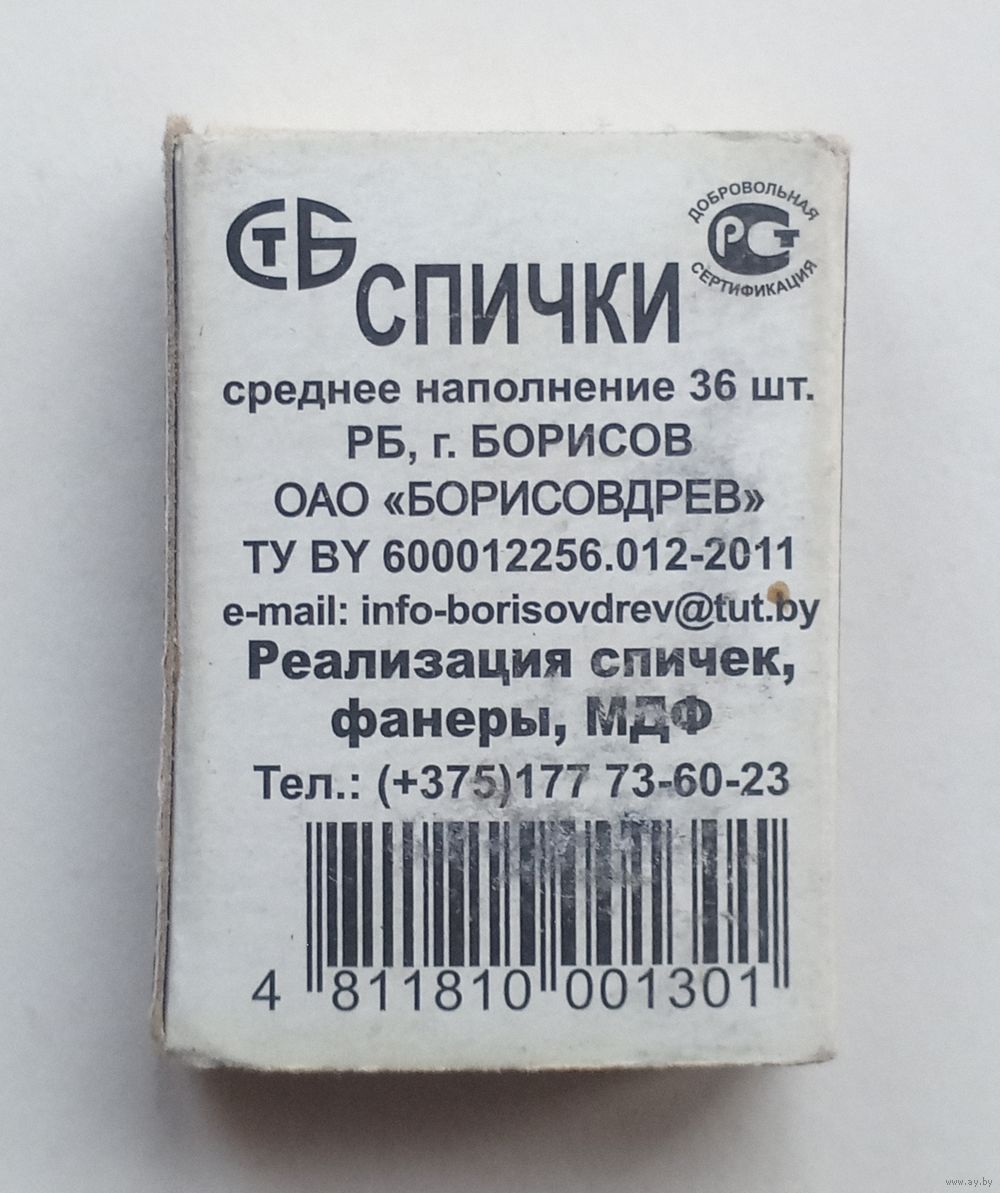 СТБ
ДОБРОВОЛЬНАЯ
РСТ
СЕРТИФИКАЦИЯ
СПИЧКИ
среднее наполнение 36 шт.
РБ, г. БОРИСОВ
ОАО «БОРИСОВДРЕВ»
ТУ BY 600012256.012-2011
e-mail: info-borisovdrev@tut.by
Реализация спичек,
фанеры, МДФ
Тел.: (+375)177 73-60-23
4 811810 001301
www.ay.by